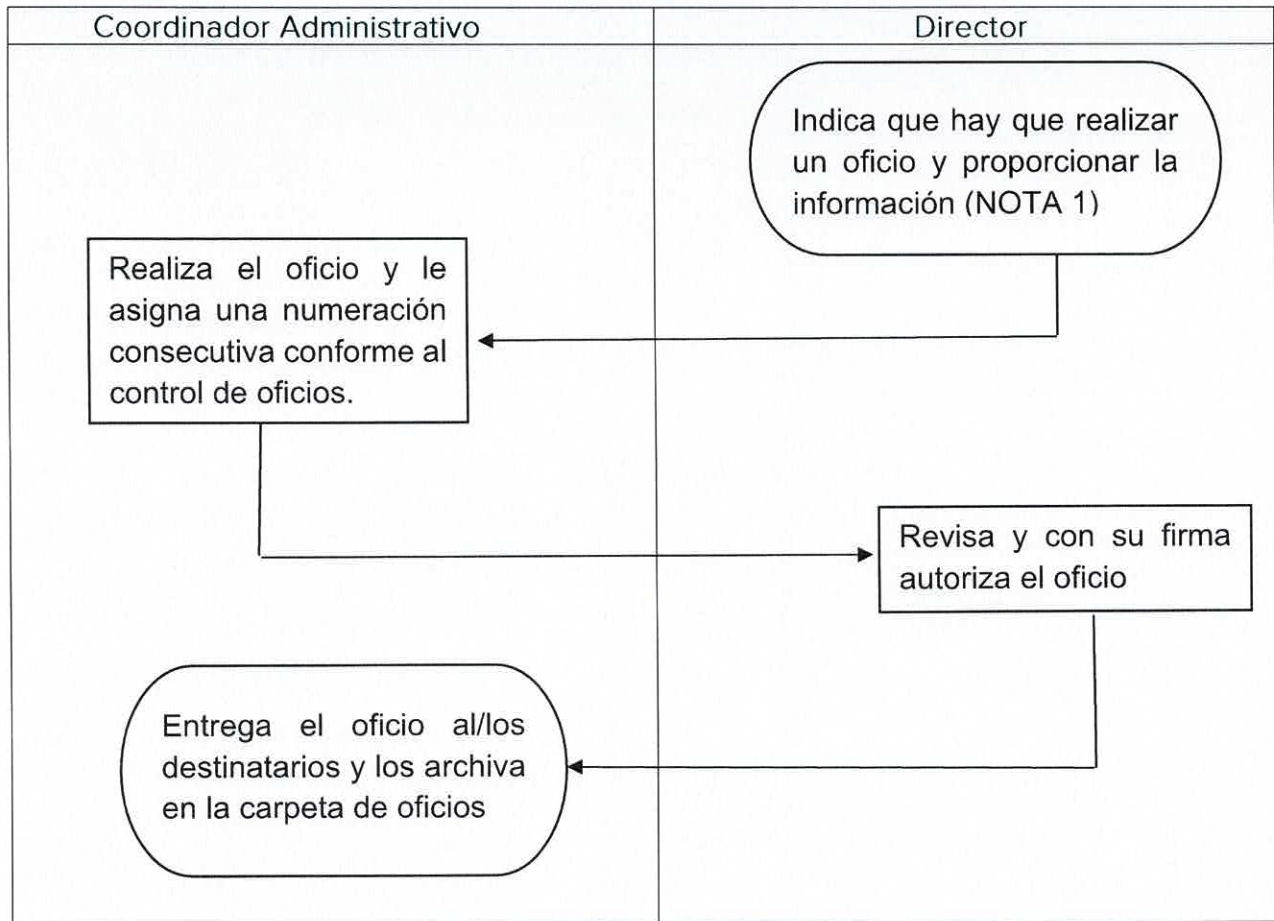 Coordinador Administrativo
Director
Indica que hay que realizar
un oficio y proporcionar la
información (NOTA 1)
Realiza el oficio y le
asigna una numeración
consecutiva conforme al
control de oficios.
Revisa y con su firma
autoriza el oficio
Entrega el oficio al/los
destinatarios y los archiva
en la carpeta de oficios